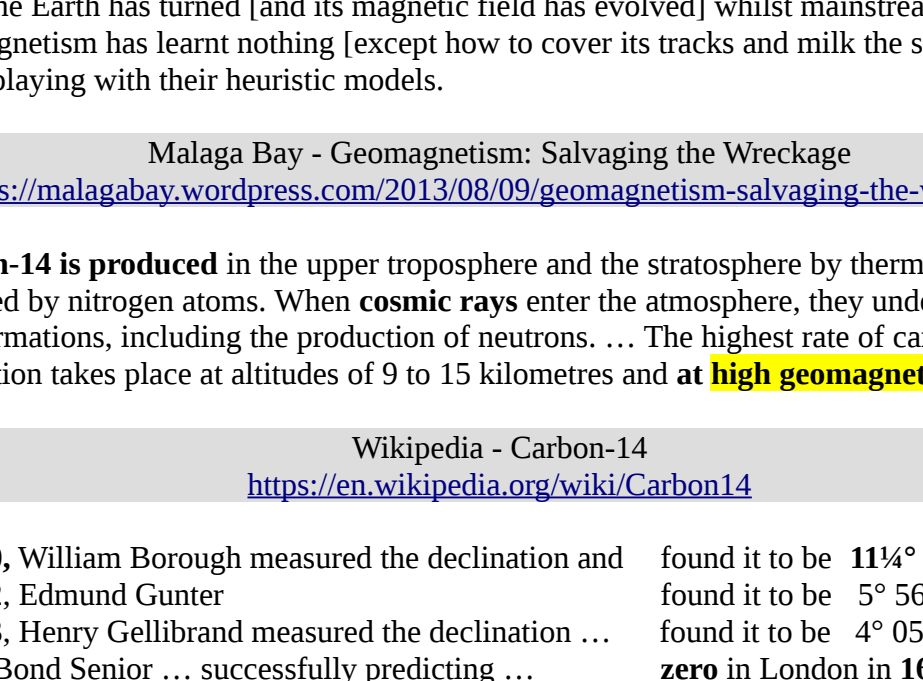 he Earth has turned [and its magnetic field has evolved] whilst mainstrea
gnetism has learnt nothing [except how to cover its tracks and milk the s
playing with their heuristic models.
Malaga Bay - Geomagnetism: Salvaging the Wreckage
s://malagabay.wordpress.com/2013/08/09/geomagnetism-salvaging-the-
n-14 is produced in the upper troposphere and the stratosphere by therm
ed by nitrogen atoms. When cosmic rays enter the atmosphere, they und
rmations, including the production of neutrons. … The highest rate of ca
tion takes place at altitudes of 9 to 15 kilometres and at high geomagnet
Wikipedia - Carbon-14
https://en.wikipedia.org/wiki/Carbon14
, William Borough measured the declination and found it to be 11¼°
, Edmund Gunter found it to be 5° 56
, Henry Gellibrand measured the declination … found it to be 4° 05
Bond Senior … successfully predicting … zero in London in 16